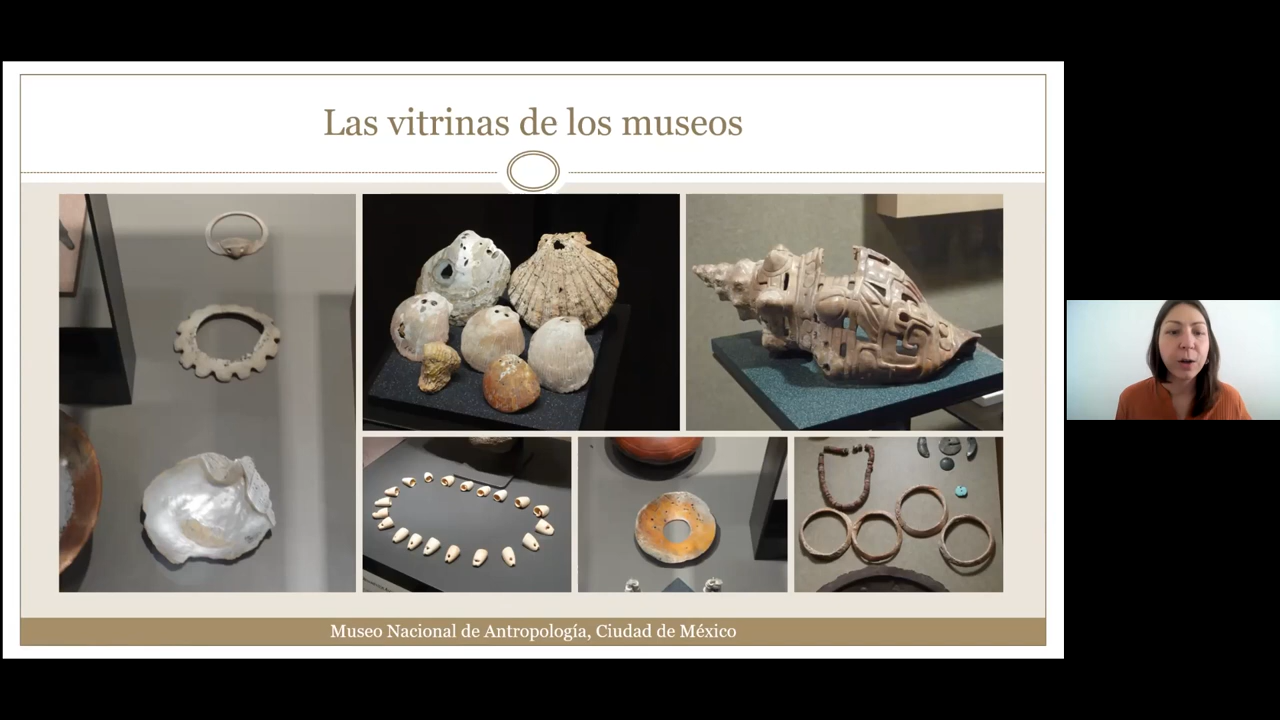 Las vitrinas de los museos
Museo Nacional de Antropología, Ciudad de México